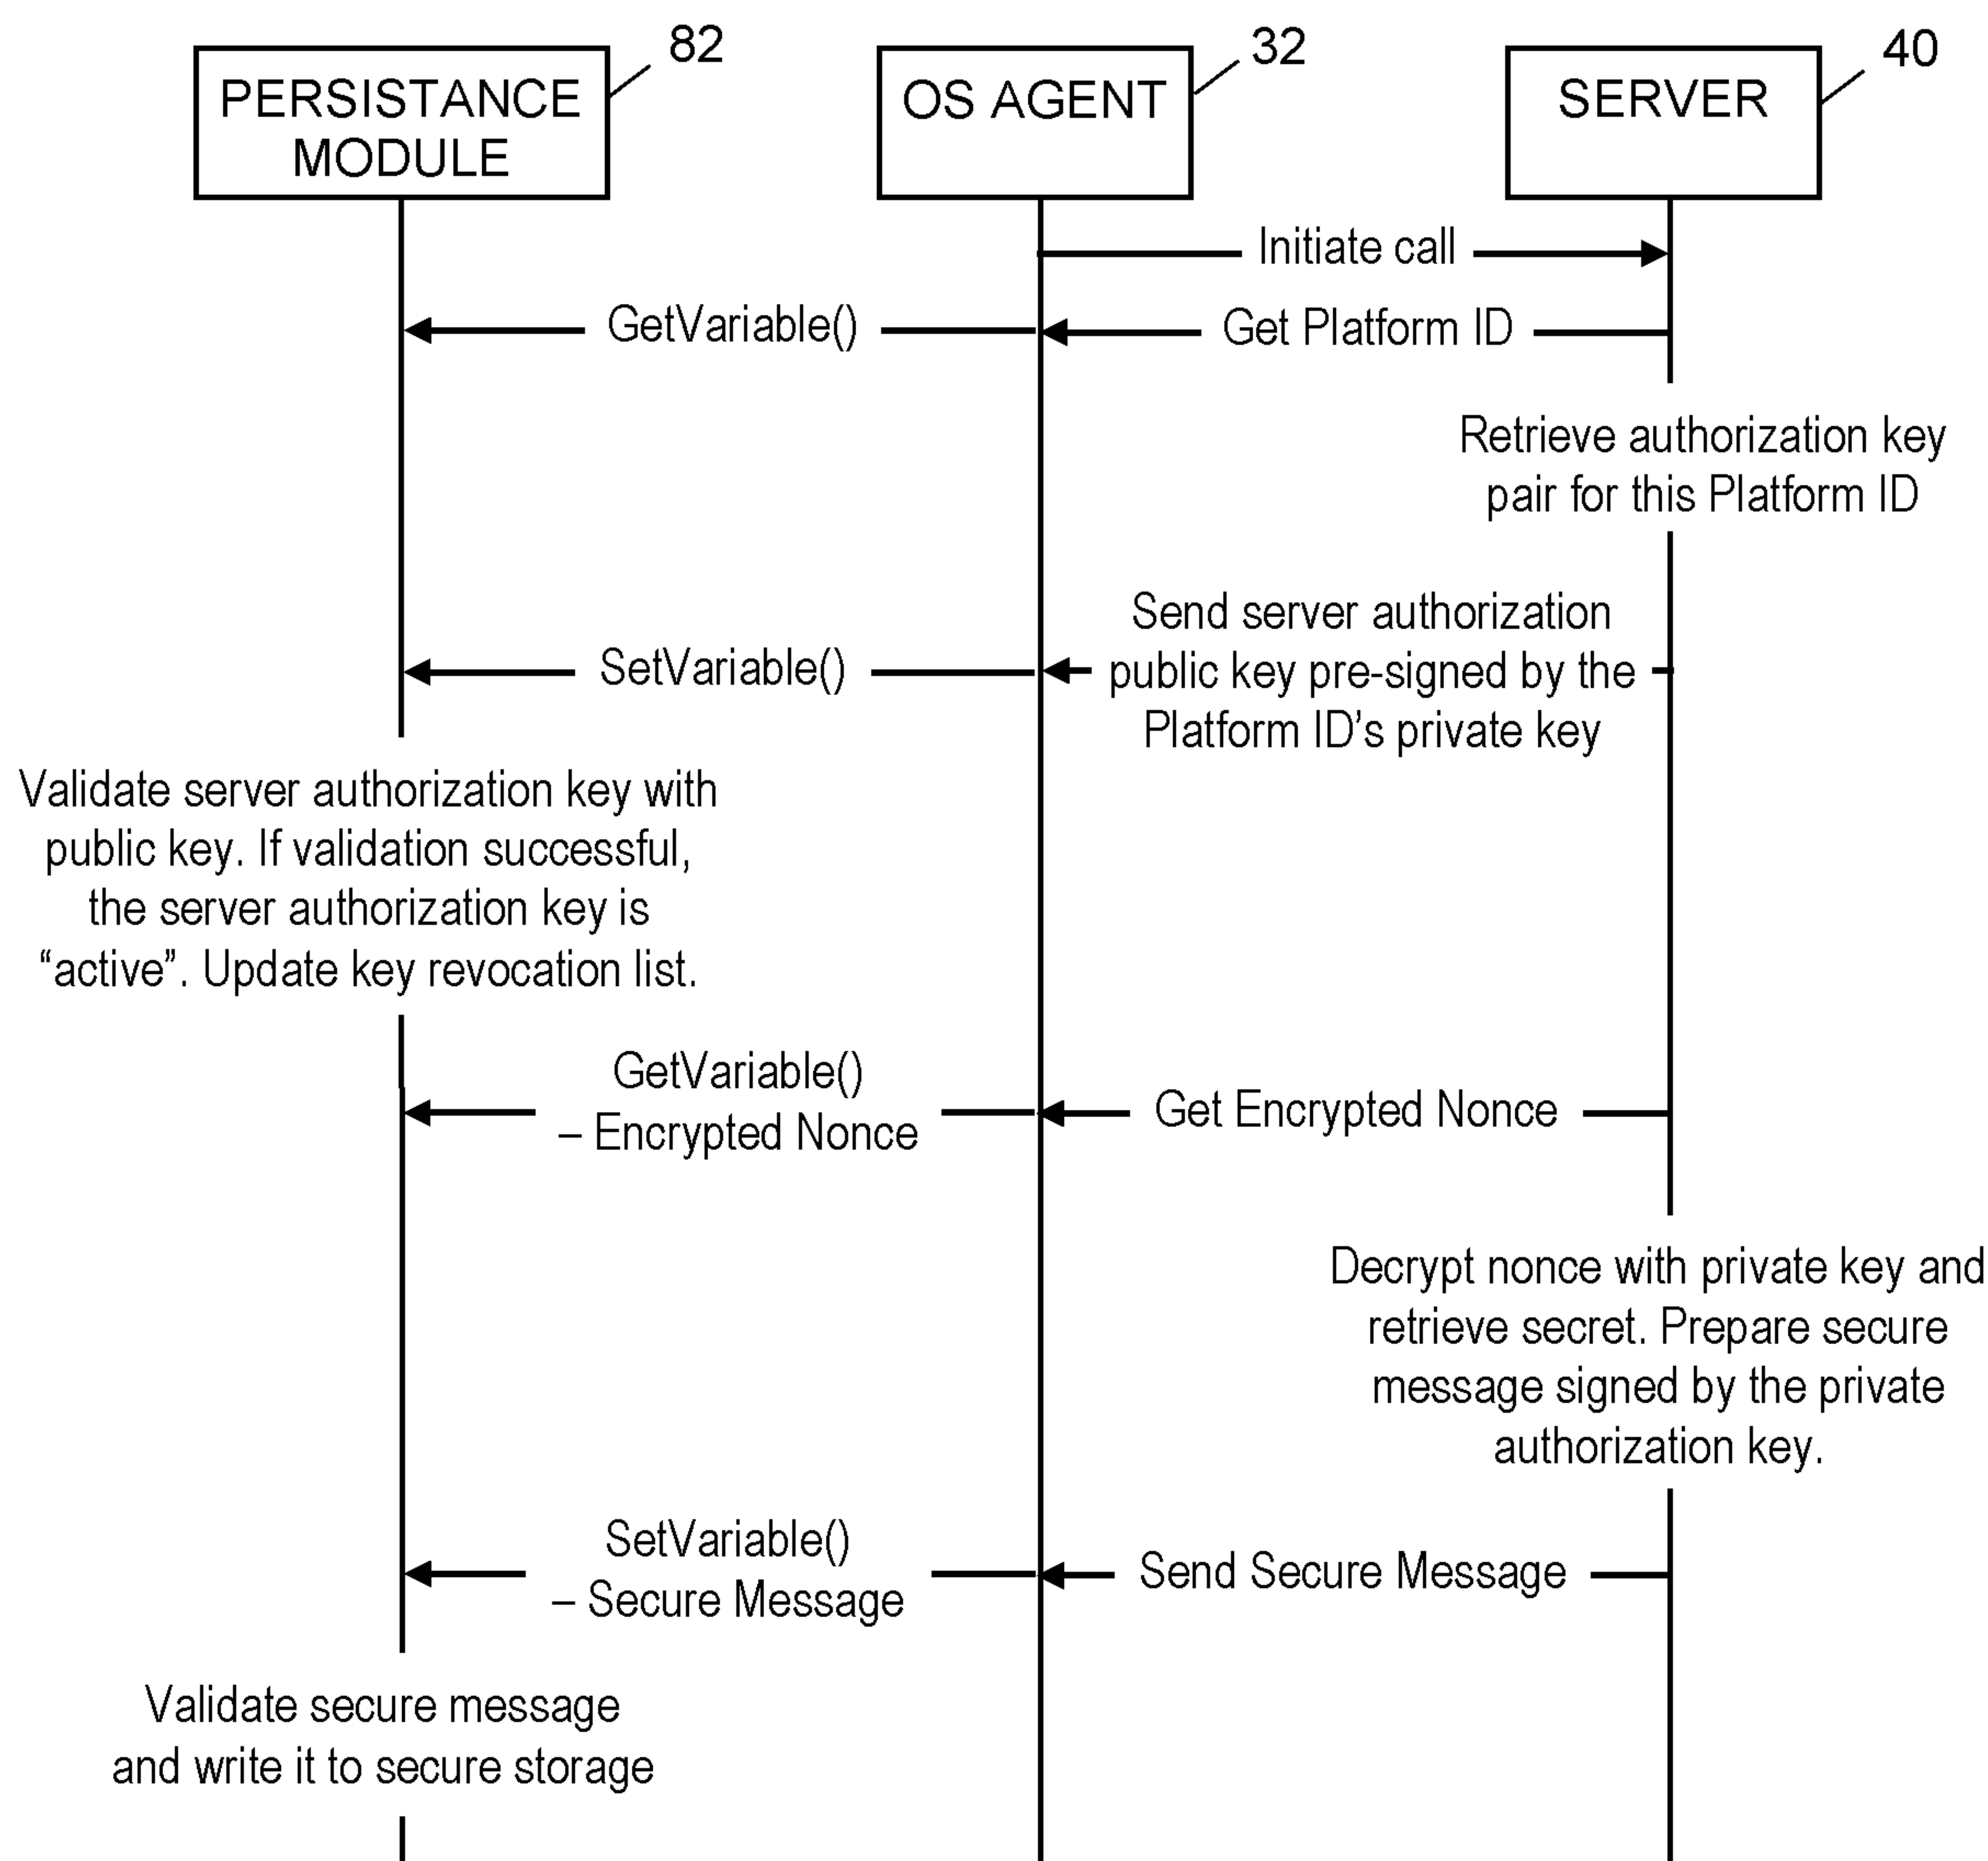 82
32
40
PERSISTANCE
MODULE
OS AGENT
SERVER
Initiate call
GetVariable()
Get Platform ID
Retrieve authorization key
pair for this Platform ID
Send server authorization
public key pre-signed by the
Platform ID’s private key
SetVariable()
Validate server authorization key with
public key. If validation successful,
the server authorization key is
“active”. Update key revocation list.
GetVariable()
– Encrypted Nonce
Get Encrypted Nonce
Decrypt nonce with private key and
retrieve secret. Prepare secure
message signed by the private
authorization key.
SetVariable()
– Secure Message
Send Secure Message
Validate secure message
and write it to secure storage